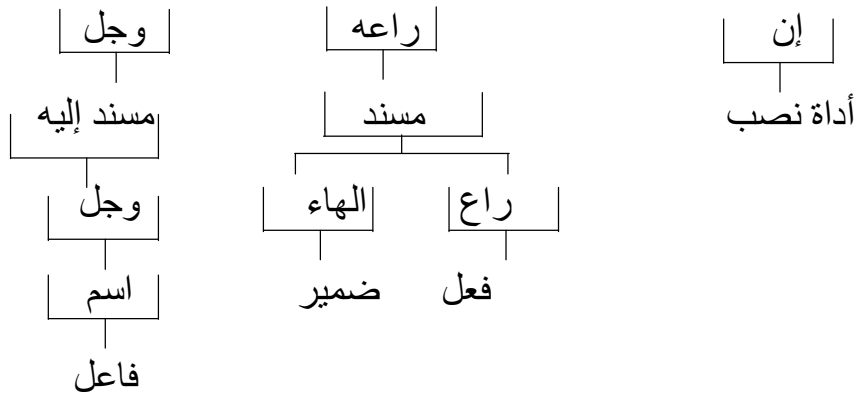 إن راعه وجل
أداة نصب مسند مسند إليه
راع الهاء وجل
فعل ضمير اسم
فاعل